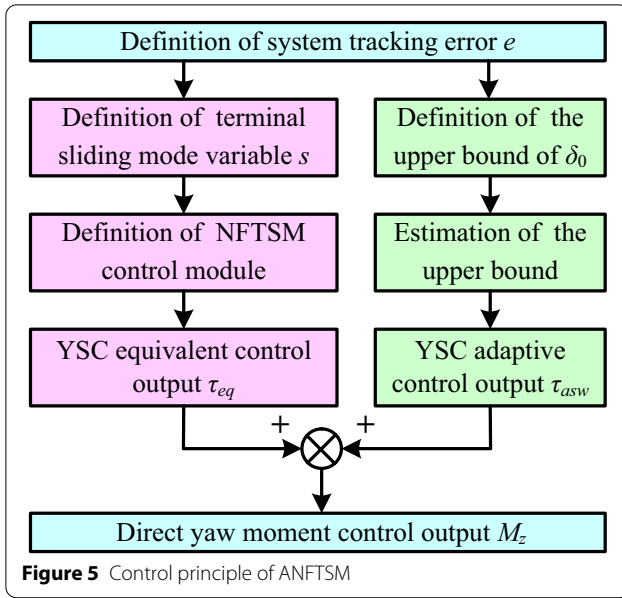 Definition of system tracking error e
Definition of terminal
sliding mode variable s
Definition of the
upper bound of δ0
Definition of NFTSM
control module
Estimation of the
upper bound
YSC equivalent control
output τeq
YSC adaptive
control output τasw
+ +
Direct yaw moment control output Mz
Figure 5 Control principle of ANFTSM